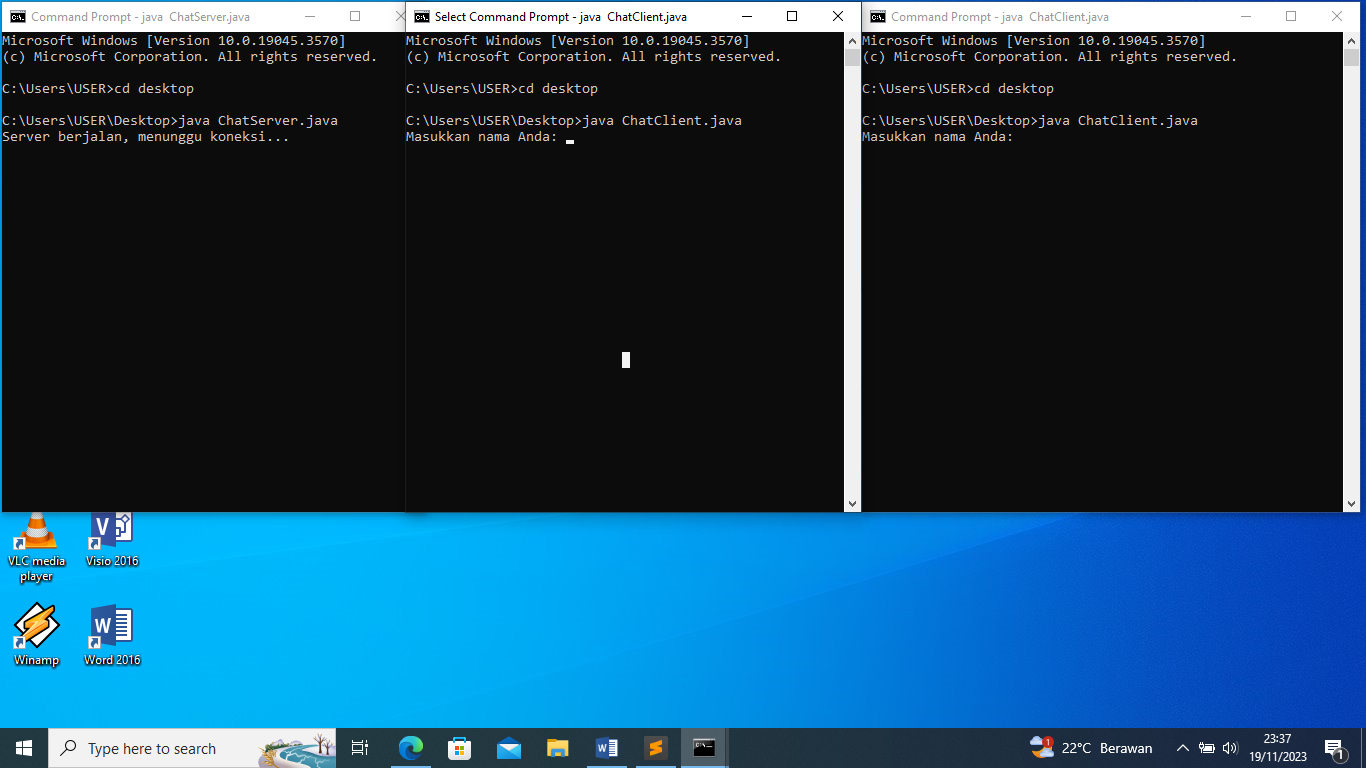 Command Prompt - java  ChatServer.java
Microsoft Windows [Version 10.0.19045.3570]
(c) Microsoft Corporation. All rights reserved.
C:\Users\USER>cd desktop
C:\Users\USER\Desktop>java ChatServer.java
Server berjalan, menunggu koneksi...
Select Command Prompt - java  ChatClient.java
Microsoft Windows [Version 10.0.19045.3570]
(c) Microsoft Corporation. All rights reserved.
C:\Users\USER>cd desktop
C:\Users\USER\Desktop>java ChatClient.java
Masukkan nama Anda:
Command Prompt - java  ChatClient.java
Microsoft Windows [Version 10.0.19045.3570]
(c) Microsoft Corporation. All rights reserved.
C:\Users\USER>cd desktop
C:\Users\USER\Desktop>java ChatClient.java
Masukkan nama Anda:
VLC media
player
Visio 2016
Winamp
Word 2016
Type here to search
1
22°C Berawan
23:37
19/11/2023
1